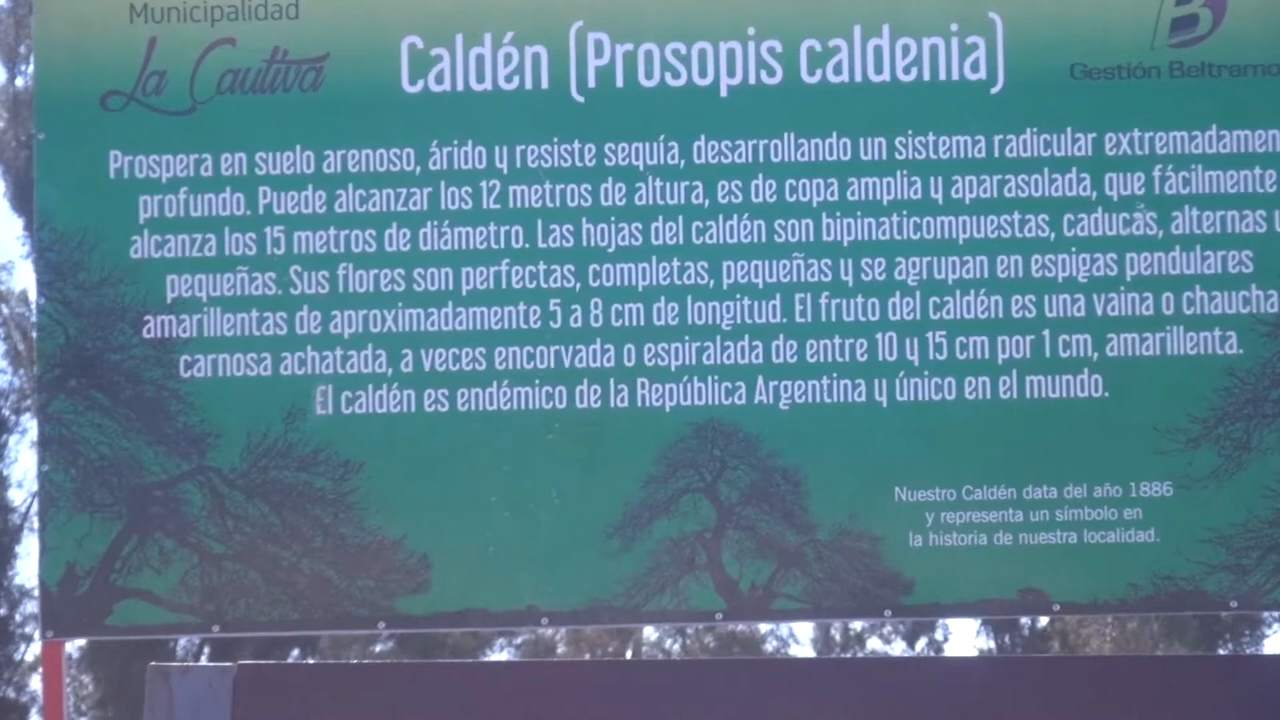 Municipalidad
La Cautiva
Caldén (Prosopis caldenia)
B
Gestión Beltramo
Prospera en suelo arenoso, árido y resiste sequía, desarrollando un sistema radicular extremadamen
profundo. Puede alcanzar los 12 metros de altura, es de copa amplia y aparasolada, que fácilmente
alcanza los 15 metros de diámetro. Las hojas del caldén son bipinaticompuestas, caducas, alternas y
pequeñas. Sus flores son perfectas, completas, pequeñas y se agrupan en espigas pendulares
amarillentas de aproximadamente 5 a 8 cm de longitud. El fruto del caldén es una vaina o chaucha
carnosa achatada, a veces encorvada o espiralada de entre 10 y 15 cm por 1 cm, amarillenta.
El caldén es endémico de la República Argentina y único en el mundo.
Nuestro Caldén data del año 1886
y representa un símbolo en
la historia de nuestra localidad.